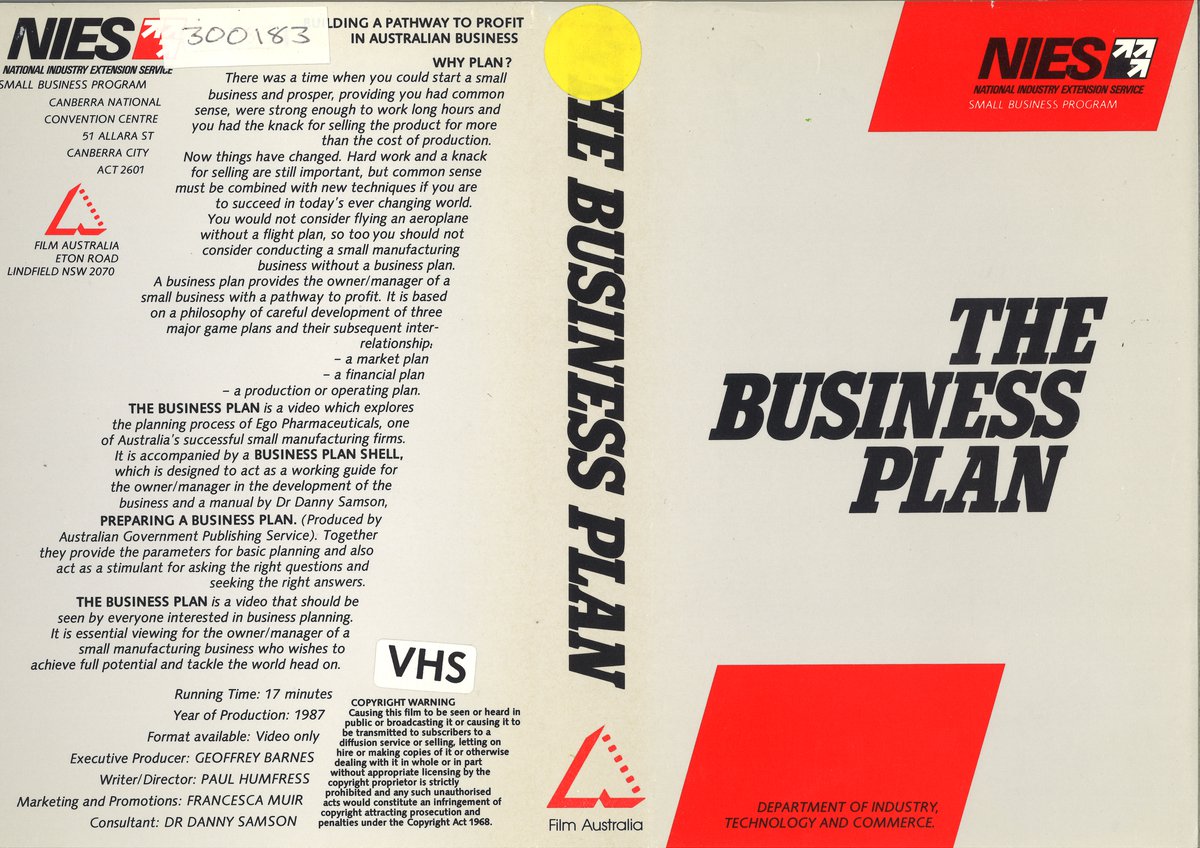 NIES
NATIONAL INDUSTRY EXTENSION SERVICE
SMALL BUSINESS PROGRAM
CANBERRA NATIONAL
CONVENTION CENTRE
51 ALLARA ST
CANBERRA CITY
ACT 2601
FILM AUSTRALIA
ETON ROAD
LINDFIELD NSW 2070
300183
BUILDING A PATHWAY TO PROFIT
IN AUSTRALIAN BUSINESS
WHY PLAN?
There was a time when you could start a small
business and prosper, providing you had common
sense, were strong enough to work long hours and
you had the knack for selling the product for more
than the cost of production.
Now things have changed. Hard work and a knack
for selling are still important, but common sense
must be combined with new techniques if you are
to succeed in today's ever changing world.
You would not consider flying an aeroplane
without a flight plan, so too you should not
consider conducting a small manufacturing
business without a business plan.
A business plan provides the owner/manager of a
small business with a pathway to profit. It is based
on a philosophy of careful development of three
major game plans and their subsequent inter-
relationship:
– a market plan
– a financial plan
– a production or operating plan.
THE BUSINESS PLAN is a video which explores
the planning process of Ego Pharmaceuticals, one
of Australia's successful small manufacturing firms.
It is accompanied by a BUSINESS PLAN SHELL,
which is designed to act as a working guide for
the owner/manager in the development of the
business and a manual by Dr Danny Samson,
PREPARING A BUSINESS PLAN. (Produced by
Australian Government Publishing Service). Together
they provide the parameters for basic planning and also
act as a stimulant for asking the right questions and
seeking the right answers.
THE BUSINESS PLAN is a video that should be
seen by everyone interested in business planning.
It is essential viewing for the owner/manager of a
small manufacturing business who wishes to
achieve full potential and tackle the world head on.
Running Time: 17 minutes
Year of Production: 1987
Format available: Video only
Executive Producer: GEOFFREY BARNES
Writer/Director: PAUL HUMFRESS
Marketing and Promotions: FRANCESCA MUIR
Consultant: DR DANNY SAMSON
VHS
COPYRIGHT WARNING
Causing this film to be seen or heard in
public or broadcasting it or causing it to
be transmitted to subscribers to a
diffusion service or selling, letting on
hire or making copies of it or otherwise
dealing with it in whole or in part
without appropriate licensing by the
copyright proprietor is strictly
prohibited and any such unauthorised
acts would constitute an infringement of
copyright attracting prosecution and
penalties under the Copyright Act 1968.
THE BUSINESS PLAN
Film Australia
NIES
NATIONAL INDUSTRY EXTENSION SERVICE
SMALL BUSINESS PROGRAM
THE
BUSINESS
PLAN
DEPARTMENT OF INDUSTRY,
TECHNOLOGY AND COMMERCE.